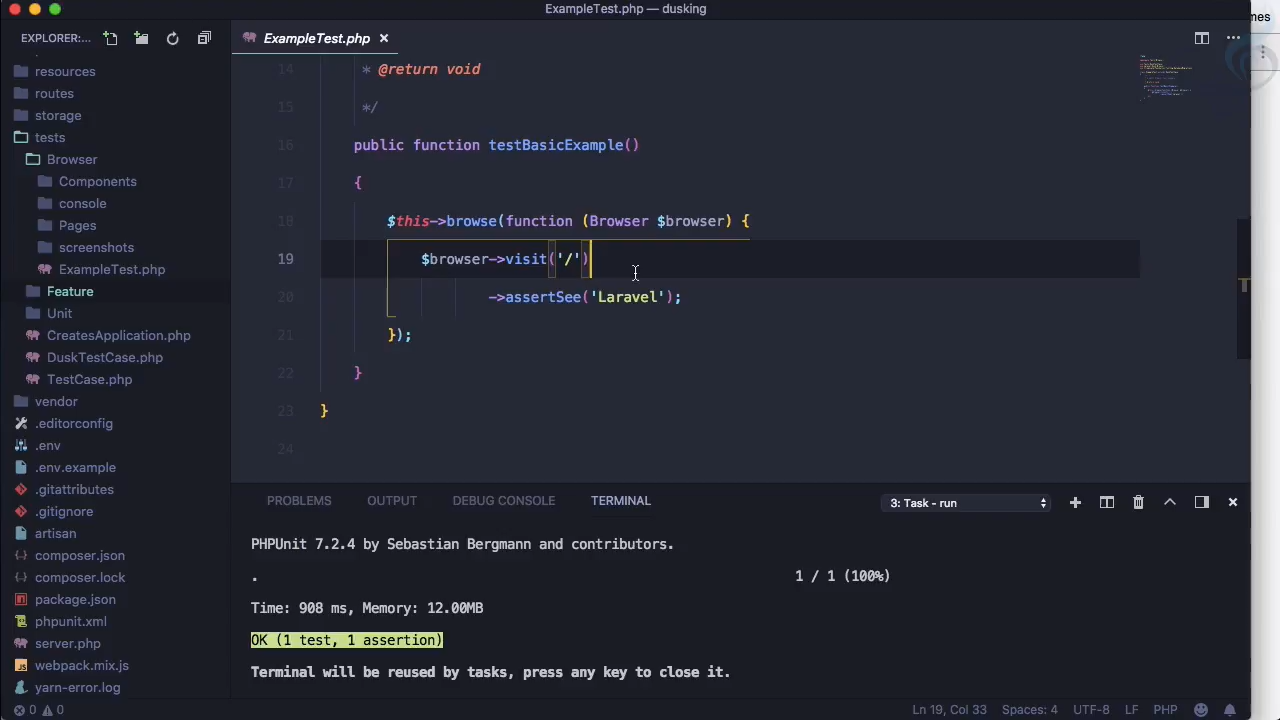 ExampleTest.php — dusking
mes
EXPLORER:...
ExampleTest.php ×
resources
routes
storage
tests
Browser
Components
console
Pages
screenshots
ExampleTest.php
Feature
Unit
CreatesApplication.php
DuskTestCase.php
TestCase.php
vendor
.editorconfig
.env
.env.example
.gitattributes
.gitignore
artisan
composer.json
composer.lock
package.json
phpunit.xml
server.php
webpack.mix.js
yarn-error.log
14 * @return void
15 */
16 public function testBasicExample()
17 {
18 $this->browse(function (Browser $browser) {
19 $browser->visit('/')
20 ->assertSee('Laravel');
21 });
22 }
23 }
24
PROBLEMS OUTPUT DEBUG CONSOLE TERMINAL 3: Task - run
PHPUnit 7.2.4 by Sebastian Bergmann and contributors.
. 1 / 1 (100%)
Time: 908 ms, Memory: 12.00MB
OK (1 test, 1 assertion)
Terminal will be reused by tasks, press any key to close it.
0 0 Ln 19, Col 33 Spaces: 4 UTF-8 LF PHP